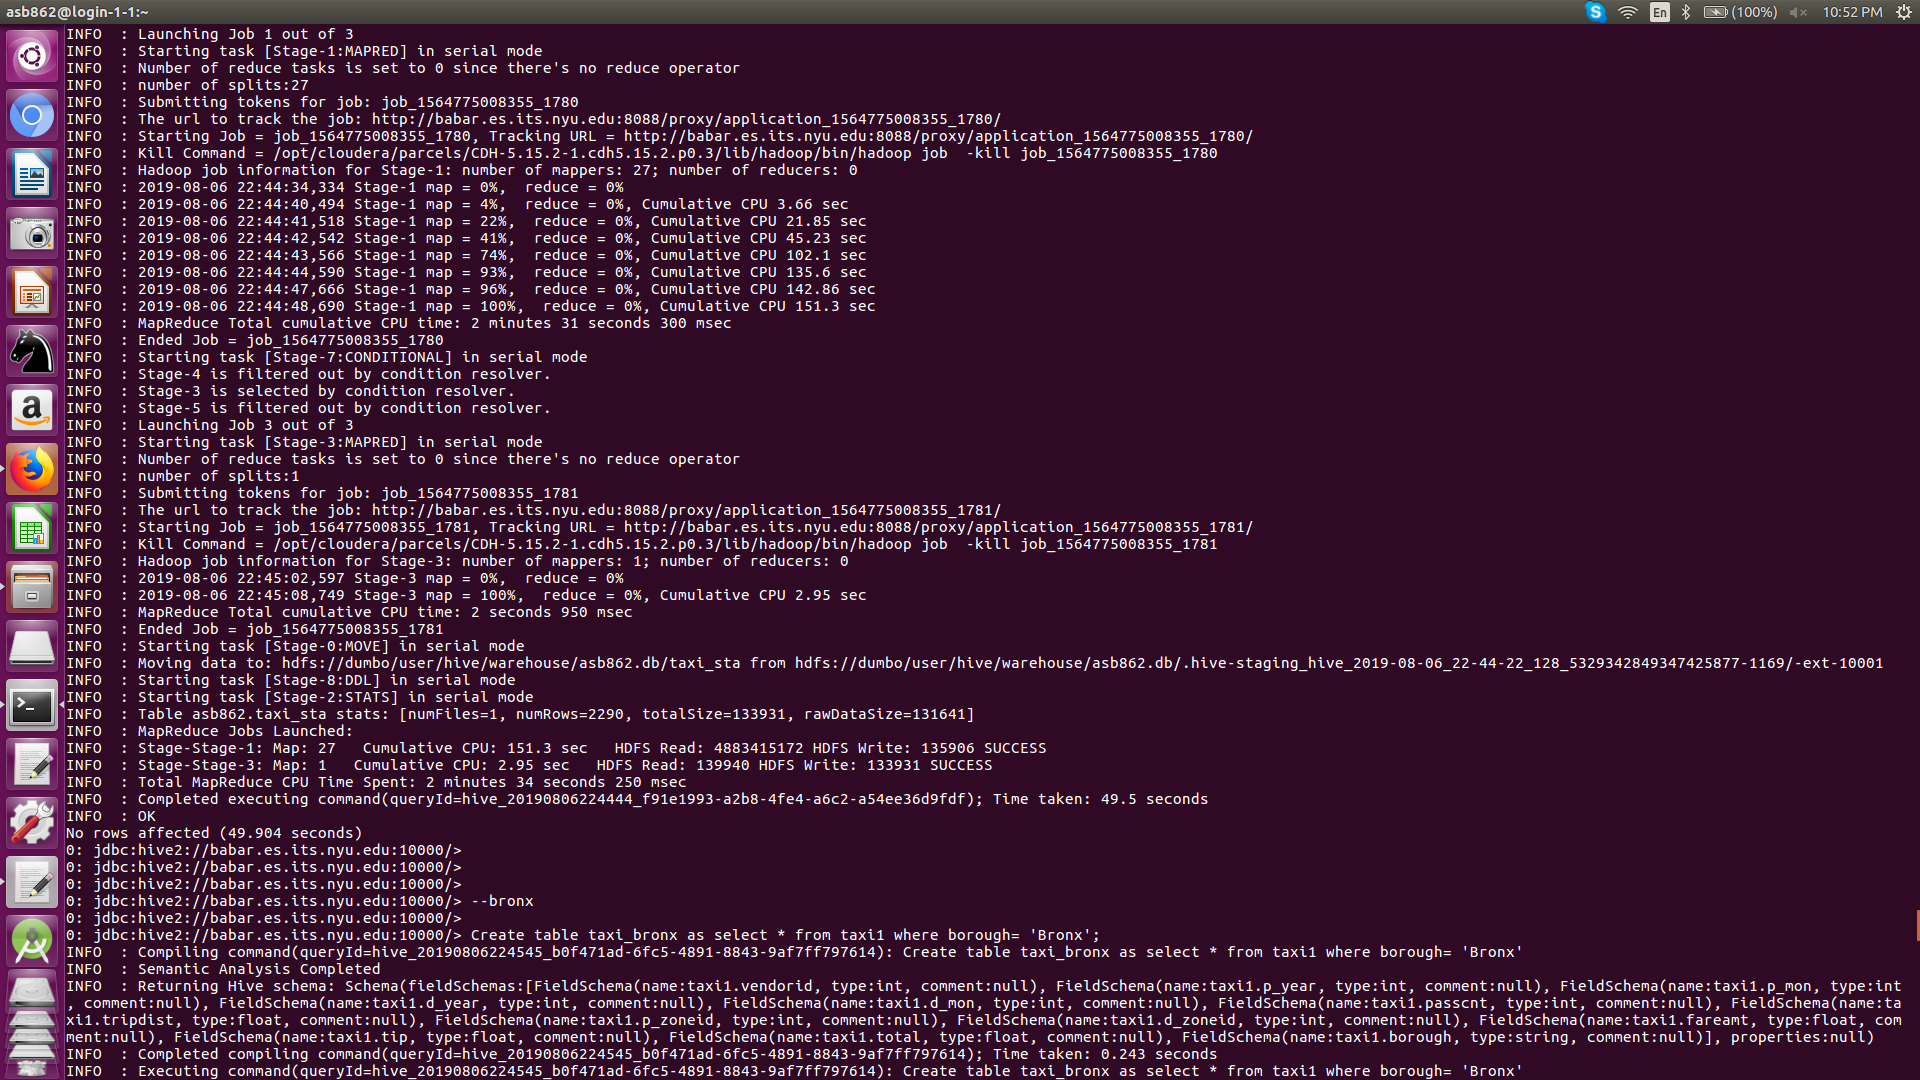 asb862@login-1-1:~
En
(100%)
10:52 PM
INFO  : Launching Job 1 out of 3
INFO  : Starting task [Stage-1:MAPRED] in serial mode
INFO  : Number of reduce tasks is set to 0 since there's no reduce operator
INFO  : number of splits:27
INFO  : Submitting tokens for job: job_1564775008355_1780
INFO  : The url to track the job: http://babar.es.its.nyu.edu:8088/proxy/application_1564775008355_1780/
INFO  : Starting Job = job_1564775008355_1780, Tracking URL = http://babar.es.its.nyu.edu:8088/proxy/application_1564775008355_1780/
INFO  : Kill Command = /opt/cloudera/parcels/CDH-5.15.2-1.cdh5.15.2.p0.3/lib/hadoop/bin/hadoop job  -kill job_1564775008355_1780
INFO  : Hadoop job information for Stage-1: number of mappers: 27; number of reducers: 0
INFO  : 2019-08-06 22:44:34,334 Stage-1 map = 0%,  reduce = 0%
INFO  : 2019-08-06 22:44:40,494 Stage-1 map = 4%,  reduce = 0%, Cumulative CPU 3.66 sec
INFO  : 2019-08-06 22:44:41,518 Stage-1 map = 22%,  reduce = 0%, Cumulative CPU 21.85 sec
INFO  : 2019-08-06 22:44:42,542 Stage-1 map = 41%,  reduce = 0%, Cumulative CPU 45.23 sec
INFO  : 2019-08-06 22:44:43,566 Stage-1 map = 74%,  reduce = 0%, Cumulative CPU 102.1 sec
INFO  : 2019-08-06 22:44:44,590 Stage-1 map = 93%,  reduce = 0%, Cumulative CPU 135.6 sec
INFO  : 2019-08-06 22:44:47,666 Stage-1 map = 96%,  reduce = 0%, Cumulative CPU 142.86 sec
INFO  : 2019-08-06 22:44:48,690 Stage-1 map = 100%,  reduce = 0%, Cumulative CPU 151.3 sec
INFO  : MapReduce Total cumulative CPU time: 2 minutes 31 seconds 300 msec
INFO  : Ended Job = job_1564775008355_1780
INFO  : Starting task [Stage-7:CONDITIONAL] in serial mode
INFO  : Stage-4 is filtered out by condition resolver.
INFO  : Stage-3 is selected by condition resolver.
INFO  : Stage-5 is filtered out by condition resolver.
INFO  : Launching Job 3 out of 3
INFO  : Starting task [Stage-3:MAPRED] in serial mode
INFO  : Number of reduce tasks is set to 0 since there's no reduce operator
INFO  : number of splits:1
INFO  : Submitting tokens for job: job_1564775008355_1781
INFO  : The url to track the job: http://babar.es.its.nyu.edu:8088/proxy/application_1564775008355_1781/
INFO  : Starting Job = job_1564775008355_1781, Tracking URL = http://babar.es.its.nyu.edu:8088/proxy/application_1564775008355_1781/
INFO  : Kill Command = /opt/cloudera/parcels/CDH-5.15.2-1.cdh5.15.2.p0.3/lib/hadoop/bin/hadoop job  -kill job_1564775008355_1781
INFO  : Hadoop job information for Stage-3: number of mappers: 1; number of reducers: 0
INFO  : 2019-08-06 22:45:02,597 Stage-3 map = 0%,  reduce = 0%
INFO  : 2019-08-06 22:45:08,749 Stage-3 map = 100%,  reduce = 0%, Cumulative CPU 2.95 sec
INFO  : MapReduce Total cumulative CPU time: 2 seconds 950 msec
INFO  : Ended Job = job_1564775008355_1781
INFO  : Starting task [Stage-0:MOVE] in serial mode
INFO  : Moving data to: hdfs://dumbo/user/hive/warehouse/asb862.db/taxi_sta from hdfs://dumbo/user/hive/warehouse/asb862.db/.hive-staging_hive_2019-08-06_22-44-22_128_5329342849347425877-1169/-ext-10001
INFO  : Starting task [Stage-8:DDL] in serial mode
INFO  : Starting task [Stage-2:STATS] in serial mode
INFO  : Table asb862.taxi_sta stats: [numFiles=1, numRows=2290, totalSize=133931, rawDataSize=131641]
INFO  : MapReduce Jobs Launched:
INFO  : Stage-Stage-1: Map: 27   Cumulative CPU: 151.3 sec   HDFS Read: 4883415172 HDFS Write: 135906 SUCCESS
INFO  : Stage-Stage-3: Map: 1   Cumulative CPU: 2.95 sec   HDFS Read: 139940 HDFS Write: 133931 SUCCESS
INFO  : Total MapReduce CPU Time Spent: 2 minutes 34 seconds 250 msec
INFO  : Completed executing command(queryId=hive_20190806224444_f91e1993-a2b8-4fe4-a6c2-a54ee36d9fdf); Time taken: 49.5 seconds
INFO  : OK
No rows affected (49.904 seconds)
0: jdbc:hive2://babar.es.its.nyu.edu:10000/>
0: jdbc:hive2://babar.es.its.nyu.edu:10000/>
0: jdbc:hive2://babar.es.its.nyu.edu:10000/>
0: jdbc:hive2://babar.es.its.nyu.edu:10000/> --bronx
0: jdbc:hive2://babar.es.its.nyu.edu:10000/>
0: jdbc:hive2://babar.es.its.nyu.edu:10000/> Create table taxi_bronx as select * from taxi1 where borough= 'Bronx';
INFO  : Compiling command(queryId=hive_20190806224545_b0f471ad-6fc5-4891-8843-9af7ff797614): Create table taxi_bronx as select * from taxi1 where borough= 'Bronx'
INFO  : Semantic Analysis Completed
INFO  : Returning Hive schema: Schema(fieldSchemas:[FieldSchema(name:taxi1.vendorid, type:int, comment:null), FieldSchema(name:taxi1.p_year, type:int, comment:null), FieldSchema(name:taxi1.p_mon, type:int
, comment:null), FieldSchema(name:taxi1.d_year, type:int, comment:null), FieldSchema(name:taxi1.d_mon, type:int, comment:null), FieldSchema(name:taxi1.passcnt, type:int, comment:null), FieldSchema(name:ta
xi1.tripdist, type:float, comment:null), FieldSchema(name:taxi1.p_zoneid, type:int, comment:null), FieldSchema(name:taxi1.d_zoneid, type:int, comment:null), FieldSchema(name:taxi1.fareamt, type:float, com
ment:null), FieldSchema(name:taxi1.tip, type:float, comment:null), FieldSchema(name:taxi1.total, type:float, comment:null), FieldSchema(name:taxi1.borough, type:string, comment:null)], properties:null)
INFO  : Completed compiling command(queryId=hive_20190806224545_b0f471ad-6fc5-4891-8843-9af7ff797614); Time taken: 0.243 seconds
INFO  : Executing command(queryId=hive_20190806224545_b0f471ad-6fc5-4891-8843-9af7ff797614): Create table taxi_bronx as select * from taxi1 where borough= 'Bronx'